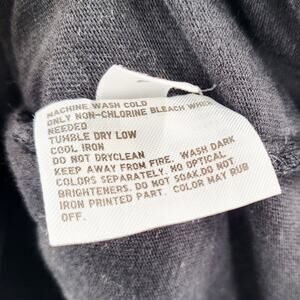 MACHINE WASH COLD
ONLY NON-CHLORINE BLEACH WHEN
NEEDED
TUMBLE DRY LOW
COOL IRON
DO NOT DRYCLEAN
KEEP AWAY FROM FIRE. WASH DARK
COLORS SEPARATELY. NO OPTICAL
BRIGHTENERS. DO NOT SOAK.DO NOT
IRON PRINTED PART. COLOR MAY RUB
OFF.